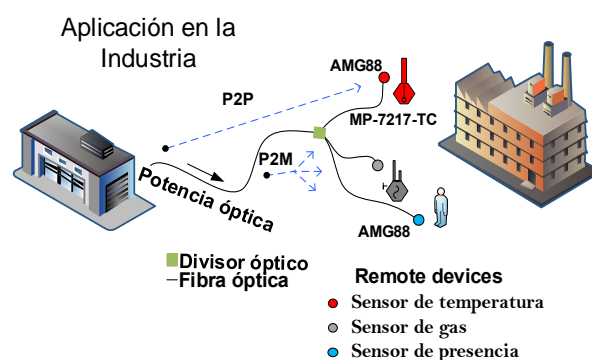 Aplicación en la
Industria
AMG88
P2P
MP-7217-TC
P2M
Potencia óptica
AMG88
Divisor óptico
Fibra óptica
Remote devices
Sensor de temperatura
Sensor de gas
Sensor de presencia